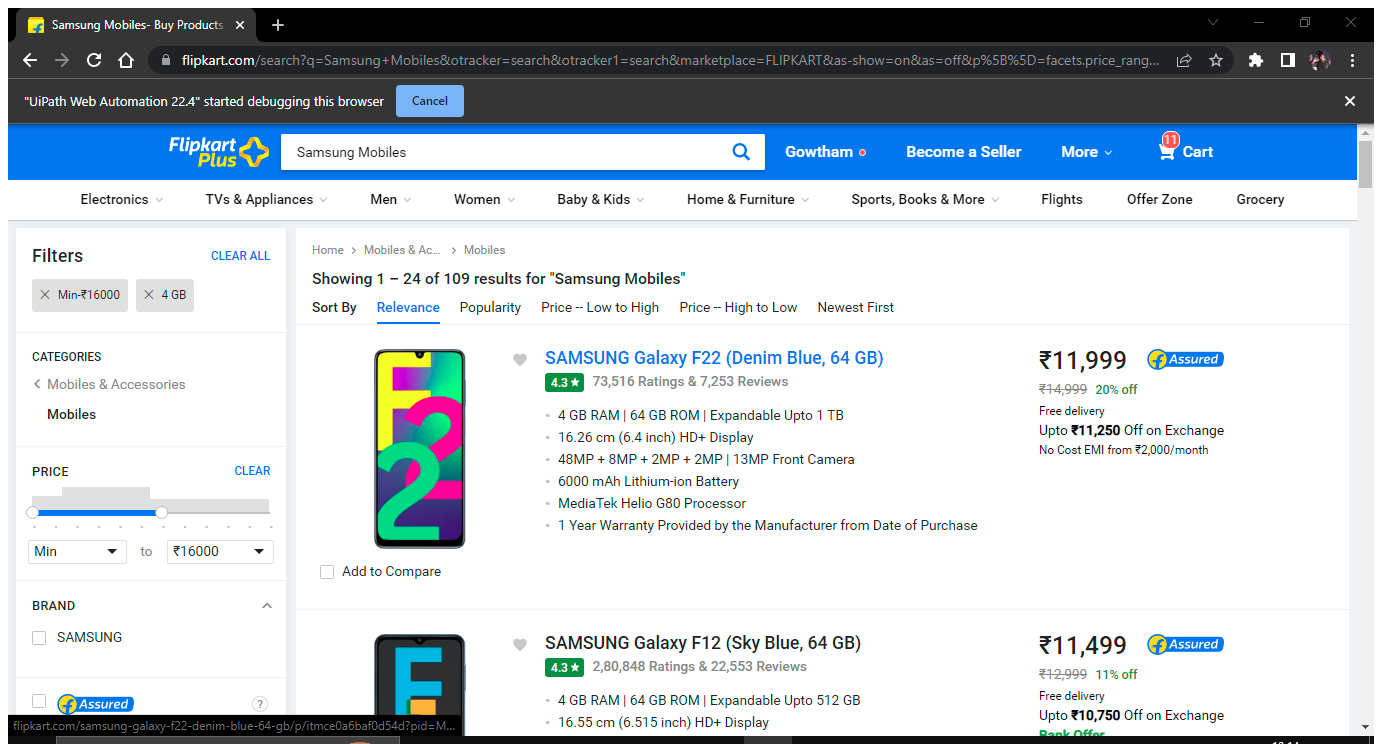 Samsung Mobiles- Buy Products
flipkart.com/search?q=Samsung+Mobiles&otracker=search&otracker1=search&marketplace=FLIPKART&as-show=on&as=off&p%5B%5D=facets.price_rang...
"UiPath Web Automation 22.4" started debugging this browser Cancel
Flipkart Plus
Samsung Mobiles
Gowtham
Become a Seller
More
11
Cart
Electronics TVs & Appliances Men Women Baby & Kids Home & Furniture Sports, Books & More Flights Offer Zone Grocery
Filters CLEAR ALL
Min-₹16000 4 GB
CATEGORIES
Mobiles & Accessories
Mobiles
PRICE CLEAR
Min to ₹16000
BRAND
SAMSUNG
Assured ?
Home > Mobiles & Ac... > Mobiles
Showing 1 – 24 of 109 results for "Samsung Mobiles"
Sort By Relevance Popularity Price -- Low to High Price -- High to Low Newest First
F22
SAMSUNG Galaxy F22 (Denim Blue, 64 GB)
4.3★ 73,516 Ratings & 7,253 Reviews
4 GB RAM | 64 GB ROM | Expandable Upto 1 TB
16.26 cm (6.4 inch) HD+ Display
48MP + 8MP + 2MP + 2MP | 13MP Front Camera
6000 mAh Lithium-ion Battery
MediaTek Helio G80 Processor
1 Year Warranty Provided by the Manufacturer from Date of Purchase
₹11,999 Assured
₹14,999 20% off
Free delivery
Upto ₹11,250 Off on Exchange
No Cost EMI from ₹2,000/month
Add to Compare
F
SAMSUNG Galaxy F12 (Sky Blue, 64 GB)
4.3★ 2,80,848 Ratings & 22,553 Reviews
4 GB RAM | 64 GB ROM | Expandable Upto 512 GB
16.55 cm (6.515 inch) HD+ Display
₹11,499 Assured
₹12,999 11% off
Free delivery
Upto ₹10,750 Off on Exchange
Bank Offer
flipkart.com/samsung-galaxy-f22-denim-blue-64-gb/p/itmce0a6baf0d54d?pid=M...